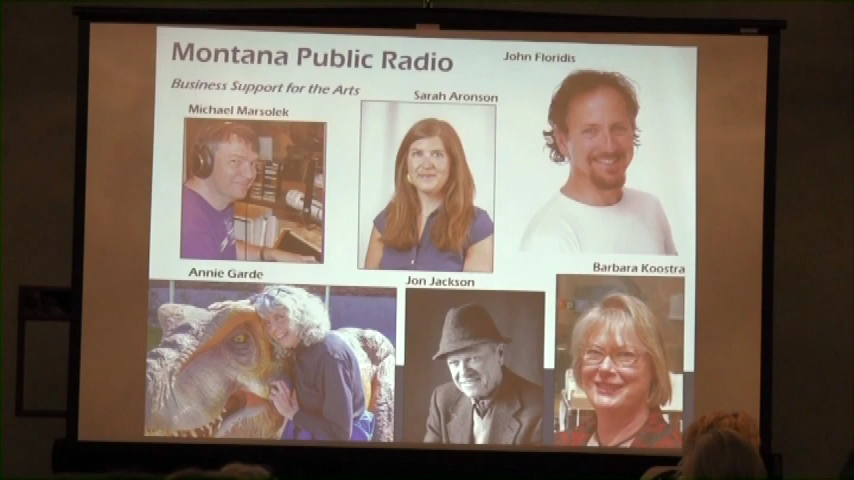 Montana Public Radio
John Floridis
Business Support for the Arts
Sarah Aronson
Michael Marsolek
Annie Garde
Jon Jackson
Barbara Koostra